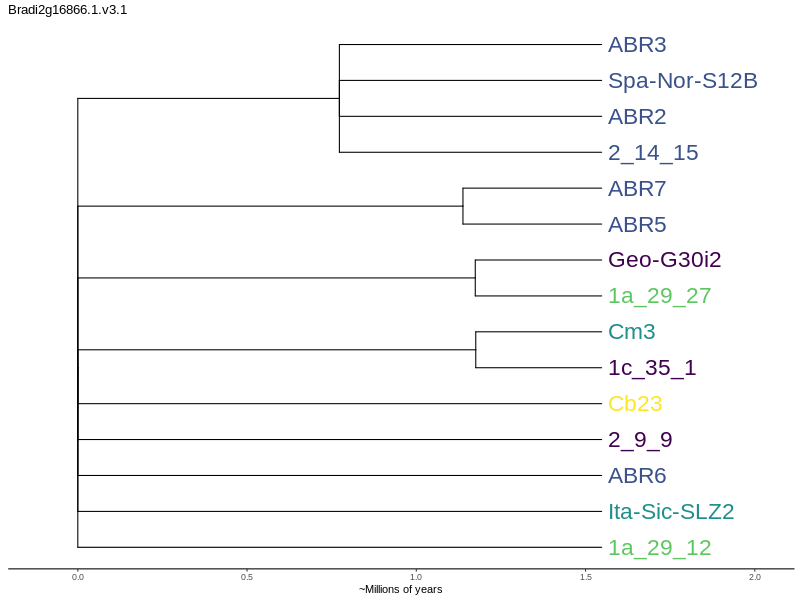 Bradi2g16866.1.v3.1
ABR3
Spa-Nor-S12B
ABR2
2_14_15
ABR7
ABR5
Geo-G30i2
1a_29_27
Cm3
1c_35_1
Cb23
2_9_9
ABR6
Ita-Sic-SLZ2
1a_29_12
0.0 0.5 1.0 1.5 2.0
~Millions of years